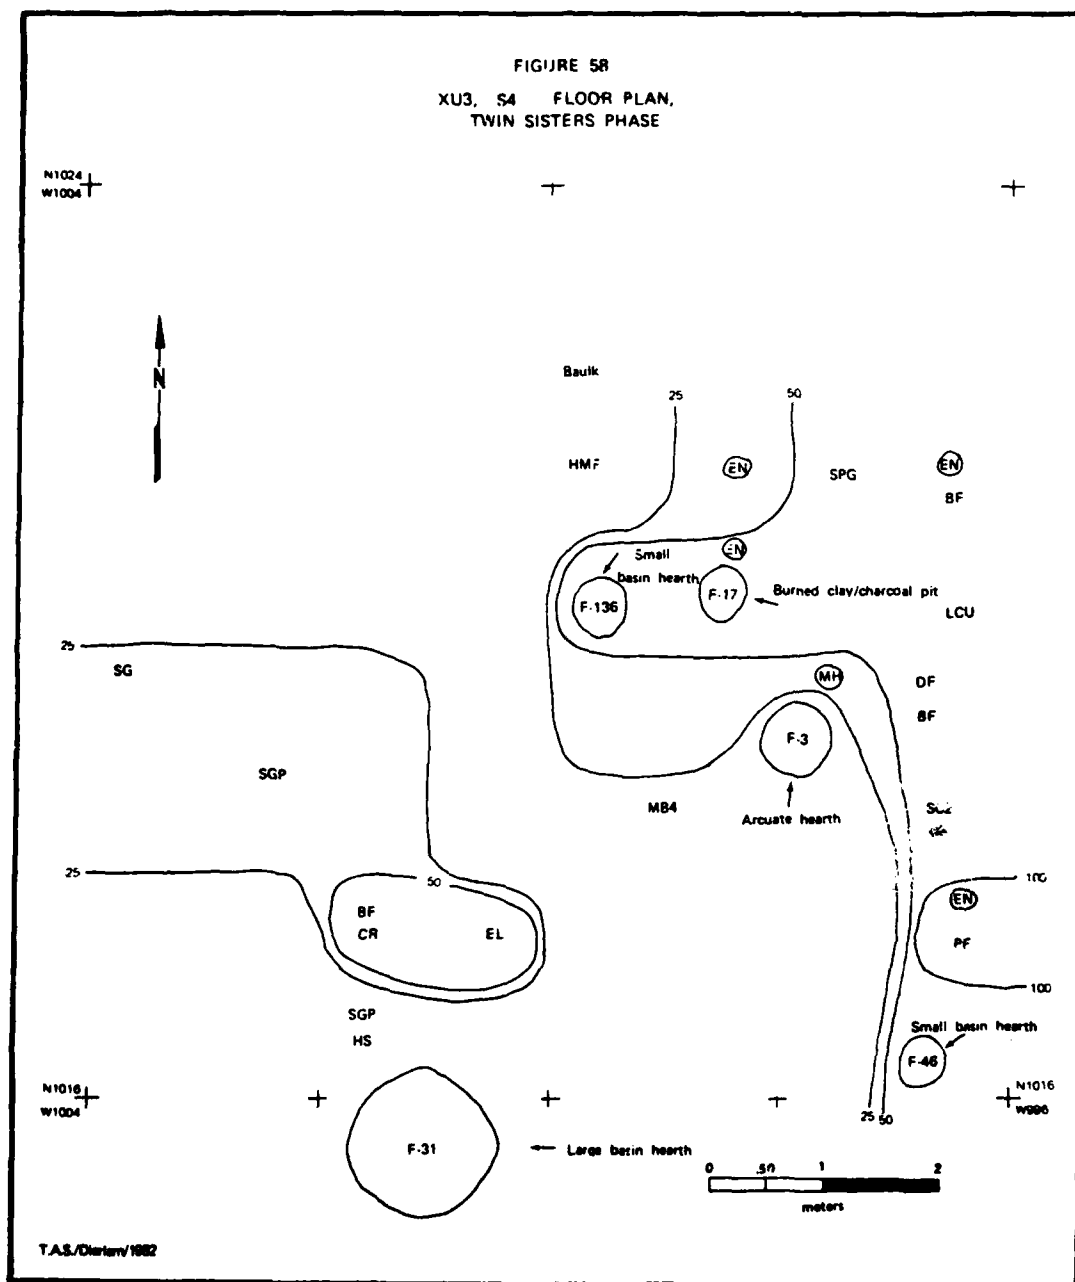 FIGURE 58
XU3, S4 FLOOR PLAN,
TWIN SISTERS PHASE
N1024
W1004
N
Baulk
25
50
HMF
EN
SPG
EN
BF
EN
Small
basin hearth
F-136
F-17
Burned clay/charcoal pit
LCU
25
SG
MH
DF
BF
F-3
SGP
MB4
Arcuate hearth
25
50
100
BF
EN
CR
EL
PF
100
SGP
HS
Small basin hearth
F-46
N1016
W1004
N1016
W996
25
50
F-31
Large basin hearth
0 .50 1 2
meters
T.A.S./Dierlam/1982